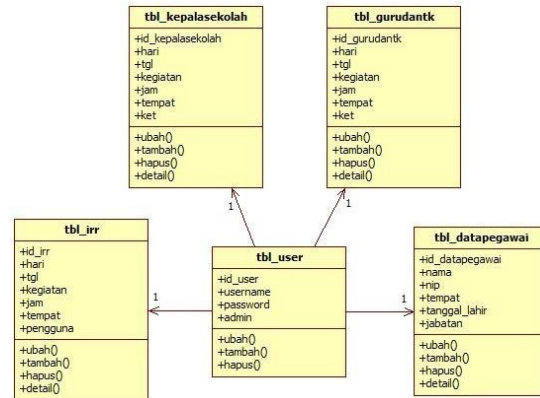 tbl_kepalasekolah
+id_kepalasekolah
+hari
+tgl
+kegiatan
+jam
+tempat
+ket
+ubah()
+tambah()
+hapus()
+detail()
tbl_gurudantk
+id_gurudantk
+hari
+tgl
+kegiatan
+jam
+tempat
+ket
+ubah()
+tambah()
+hapus()
+detail()
1
1
tbl_irr
+id_irr
+hari
+tgl
+kegiatan
+jam
+tempat
+pengguna
+ubah()
+tambah()
+hapus()
+detail()
1
tbl_user
+id_user
+username
+password
+admin
+ubah()
+tambah()
+hapus()
1
tbl_datapegawai
+id_datapegawai
+nama
+nip
+tempat
+tanggal_lahir
+jabatan
+ubah()
+tambah()
+hapus()
+detail()